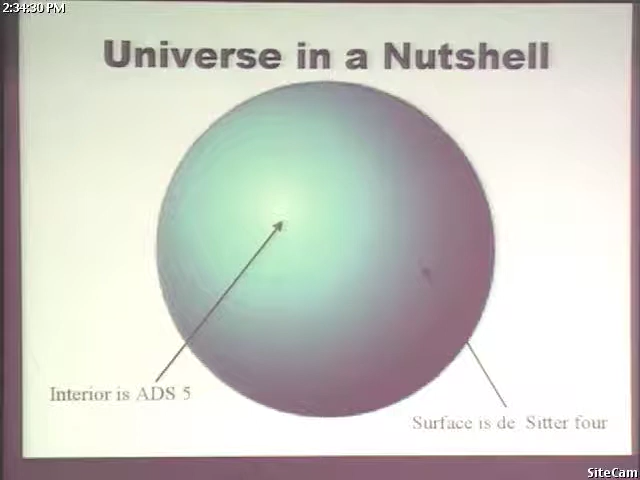 2:34:30 PM
Universe in a Nutshell
Interior is ADS 5
Surface is de Sitter four
SiteCam